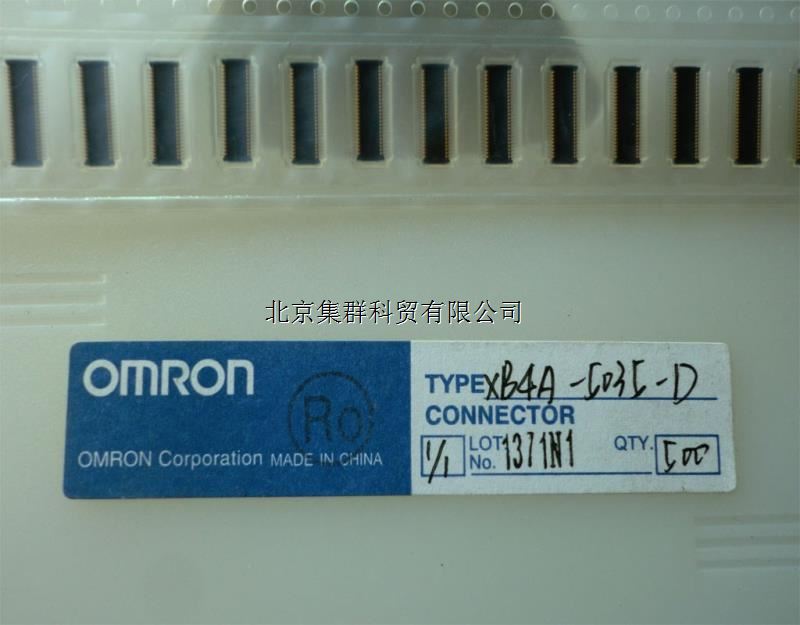 北京集群科贸有限公司
OMRON
Ro
OMRON Corporation MADE IN CHINA
TYPE XB4A-5035-D
CONNECTOR
1/1 LOT No. 1371N1 QTY. 500